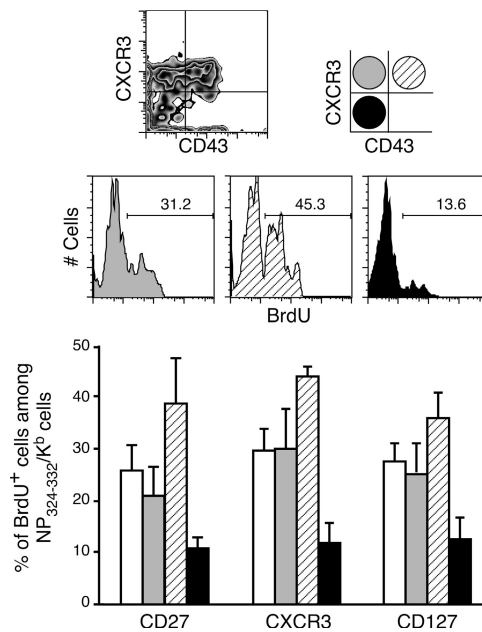 CXCR3
CD43
CXCR3
CD43
# Cells
31.2
45.3
13.6
BrdU
% of BrdU⁺ cells among
NP₃₂₄₋₃₃₂/Kᵇ cells
50
40
30
20
10
0
CD27
CXCR3
CD127